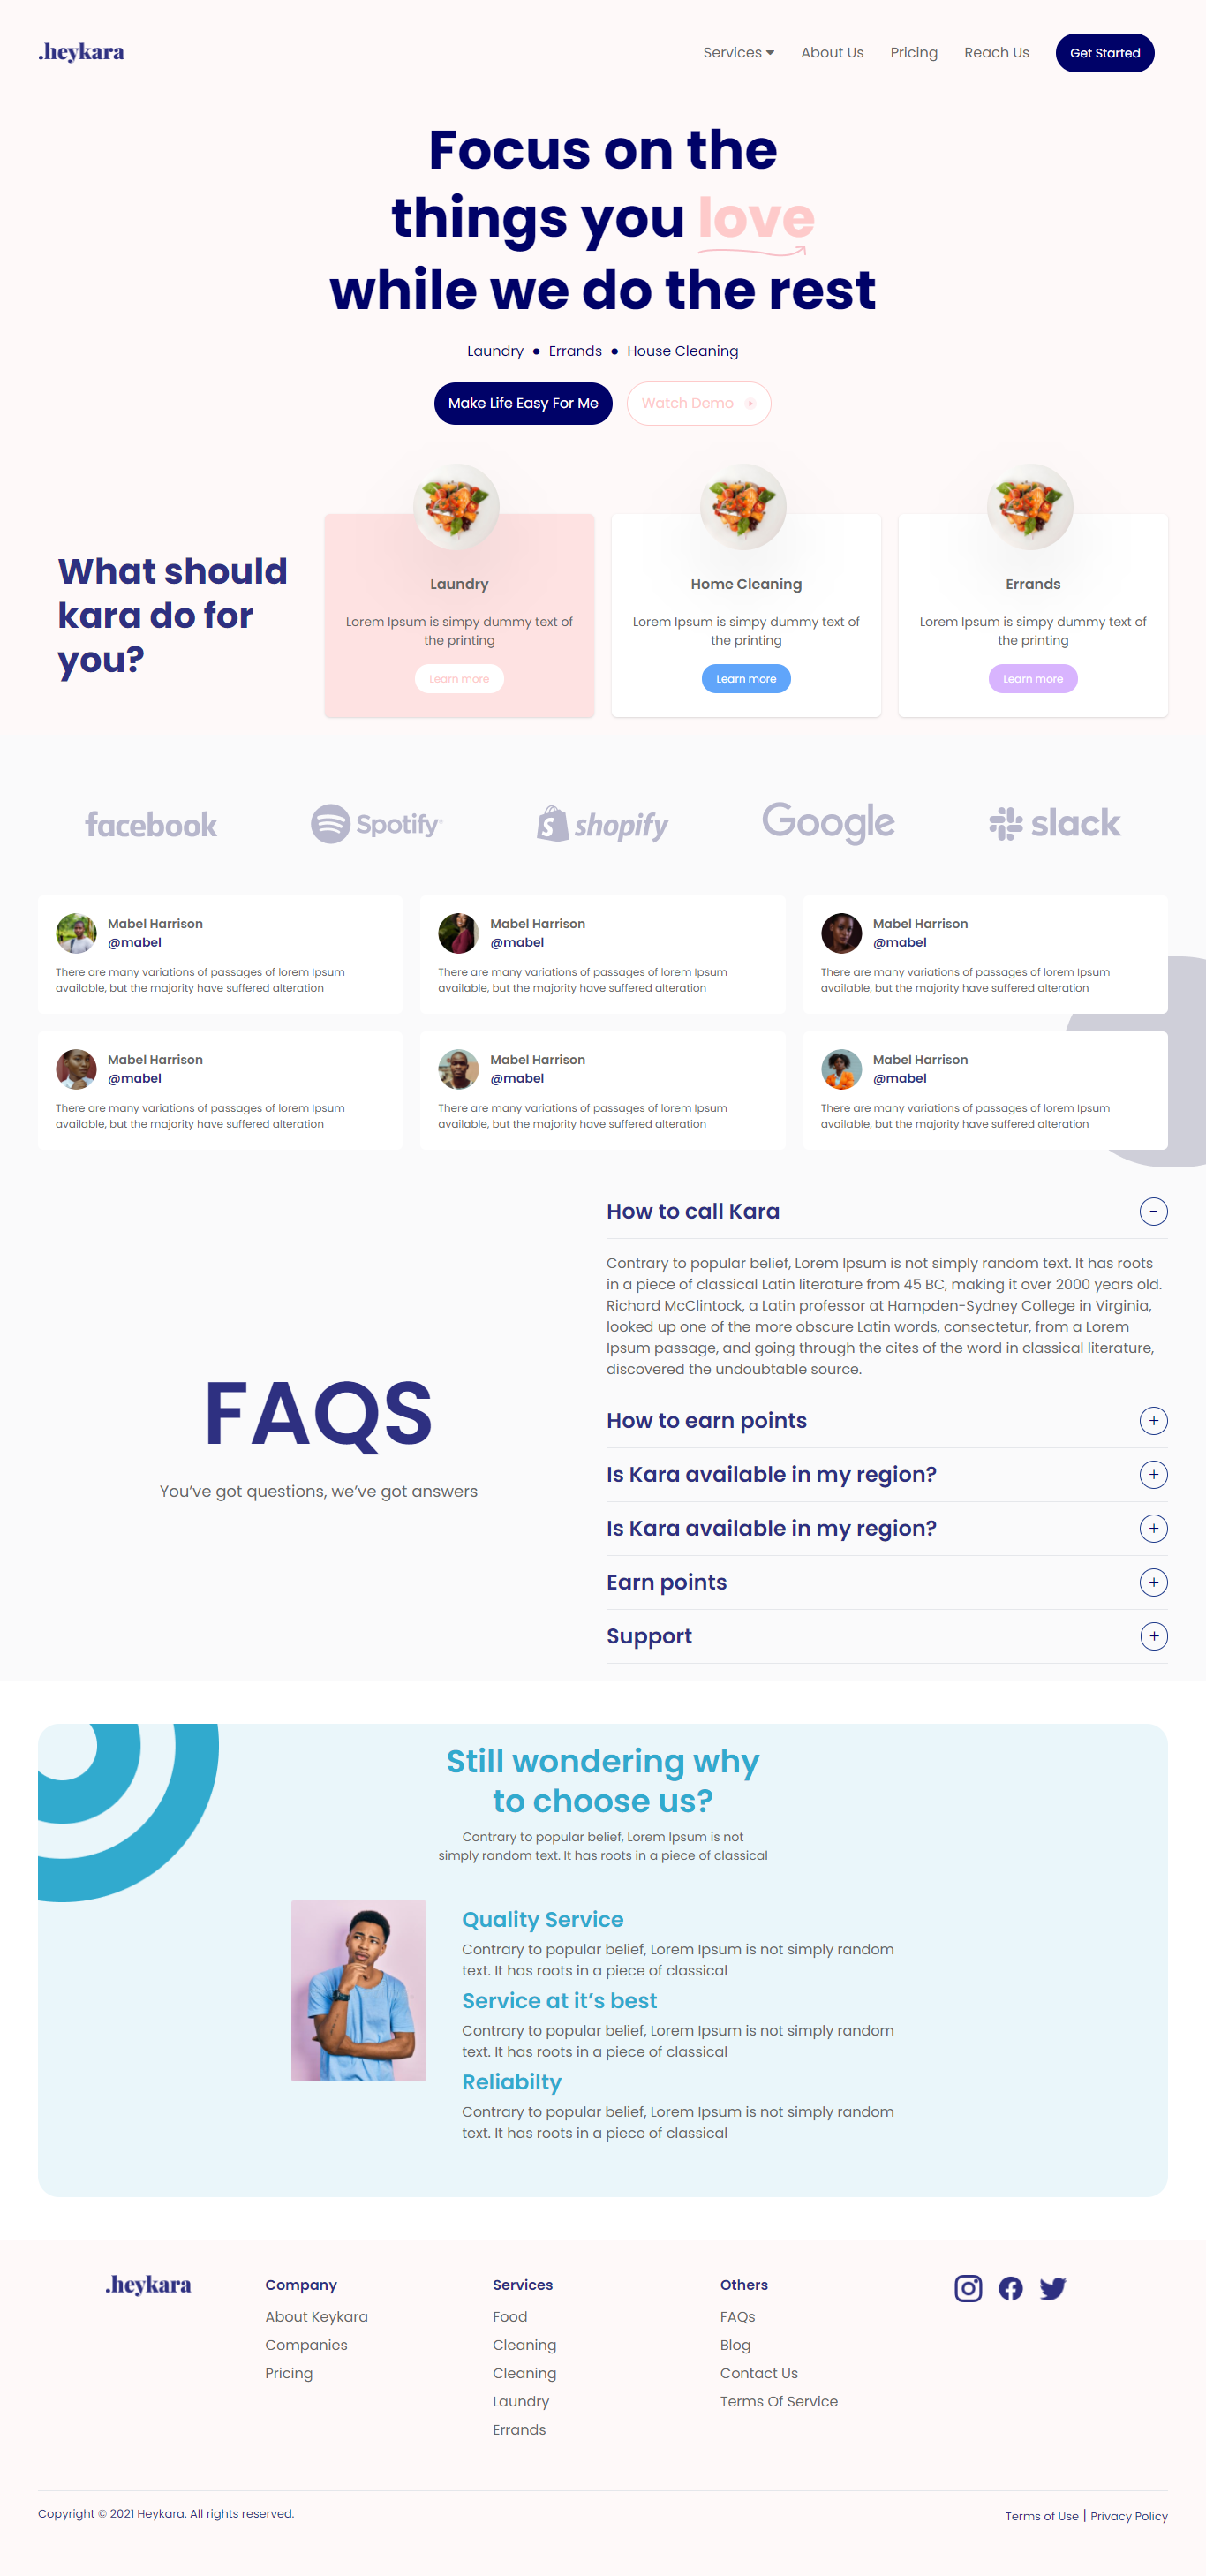 .heykara
Services
About Us
Pricing
Reach Us
Get Started
Focus on the
things you love
while we do the rest
Laundry • Errands • House Cleaning
Make Life Easy For Me
Watch Demo
What should
kara do for
you?
Laundry
Lorem Ipsum is simpy dummy text of
the printing
Learn more
Home Cleaning
Lorem Ipsum is simpy dummy text of
the printing
Learn more
Errands
Lorem Ipsum is simpy dummy text of
the printing
Learn more
facebook
Spotify
shopify
Google
slack
Mabel Harrison
@mabel
There are many variations of passages of lorem Ipsum
available, but the majority have suffered alteration
Mabel Harrison
@mabel
There are many variations of passages of lorem Ipsum
available, but the majority have suffered alteration
Mabel Harrison
@mabel
There are many variations of passages of lorem Ipsum
available, but the majority have suffered alteration
Mabel Harrison
@mabel
There are many variations of passages of lorem Ipsum
available, but the majority have suffered alteration
Mabel Harrison
@mabel
There are many variations of passages of lorem Ipsum
available, but the majority have suffered alteration
Mabel Harrison
@mabel
There are many variations of passages of lorem Ipsum
available, but the majority have suffered alteration
FAQS
You’ve got questions, we’ve got answers
How to call Kara
Contrary to popular belief, Lorem Ipsum is not simply random text. It has roots
in a piece of classical Latin literature from 45 BC, making it over 2000 years old.
Richard McClintock, a Latin professor at Hampden-Sydney College in Virginia,
looked up one of the more obscure Latin words, consectetur, from a Lorem
Ipsum passage, and going through the cites of the word in classical literature,
discovered the undoubtable source.
How to earn points
Is Kara available in my region?
Is Kara available in my region?
Earn points
Support
Still wondering why
to choose us?
Contrary to popular belief, Lorem Ipsum is not
simply random text. It has roots in a piece of classical
Quality Service
Contrary to popular belief, Lorem Ipsum is not simply random
text. It has roots in a piece of classical
Service at it’s best
Contrary to popular belief, Lorem Ipsum is not simply random
text. It has roots in a piece of classical
Reliabilty
Contrary to popular belief, Lorem Ipsum is not simply random
text. It has roots in a piece of classical
.heykara
Company
About Keykara
Companies
Pricing
Services
Food
Cleaning
Cleaning
Laundry
Errands
Others
FAQs
Blog
Contact Us
Terms Of Service
Copyright © 2021 Heykara. All rights reserved.
Terms of Use | Privacy Policy